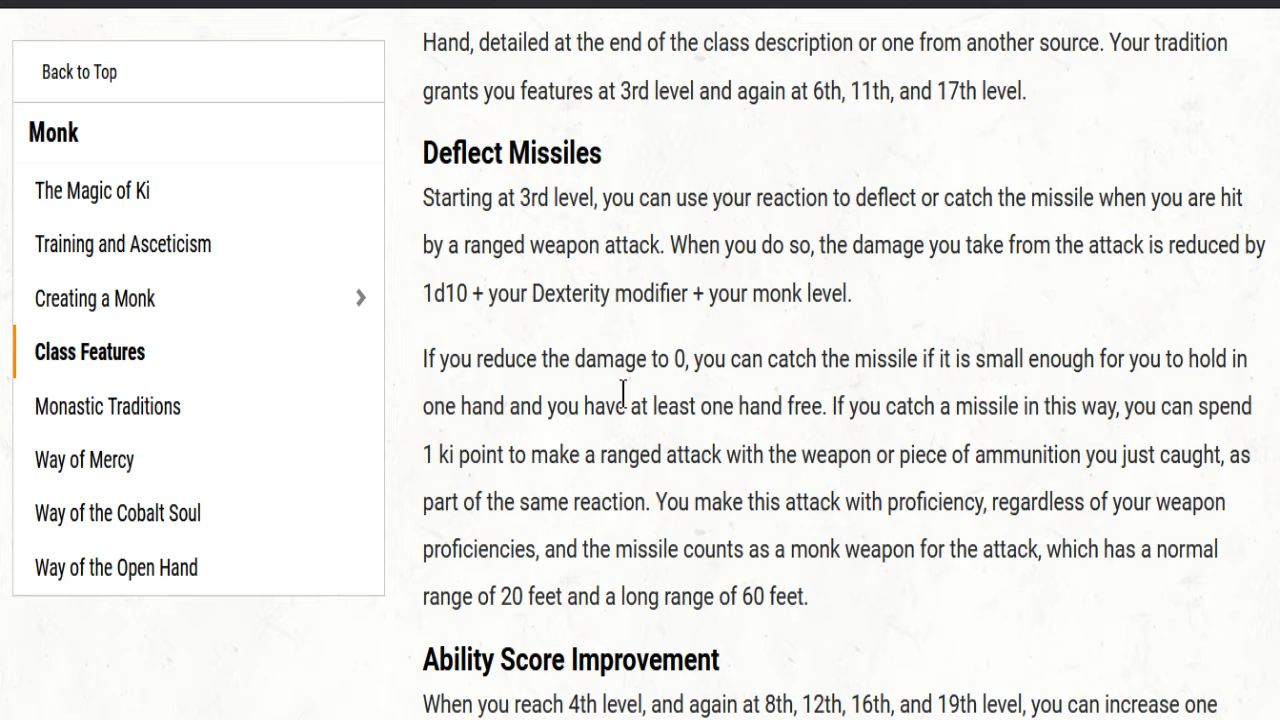 Back to Top
Monk
The Magic of Ki
Training and Asceticism
Creating a Monk
Class Features
Monastic Traditions
Way of Mercy
Way of the Cobalt Soul
Way of the Open Hand
Hand, detailed at the end of the class description or one from another source. Your tradition
grants you features at 3rd level and again at 6th, 11th, and 17th level.
Deflect Missiles
Starting at 3rd level, you can use your reaction to deflect or catch the missile when you are hit
by a ranged weapon attack. When you do so, the damage you take from the attack is reduced by
1d10 + your Dexterity modifier + your monk level.
If you reduce the damage to 0, you can catch the missile if it is small enough for you to hold in
one hand and you have at least one hand free. If you catch a missile in this way, you can spend
1 ki point to make a ranged attack with the weapon or piece of ammunition you just caught, as
part of the same reaction. You make this attack with proficiency, regardless of your weapon
proficiencies, and the missile counts as a monk weapon for the attack, which has a normal
range of 20 feet and a long range of 60 feet.
Ability Score Improvement
When you reach 4th level, and again at 8th, 12th, 16th, and 19th level, you can increase one